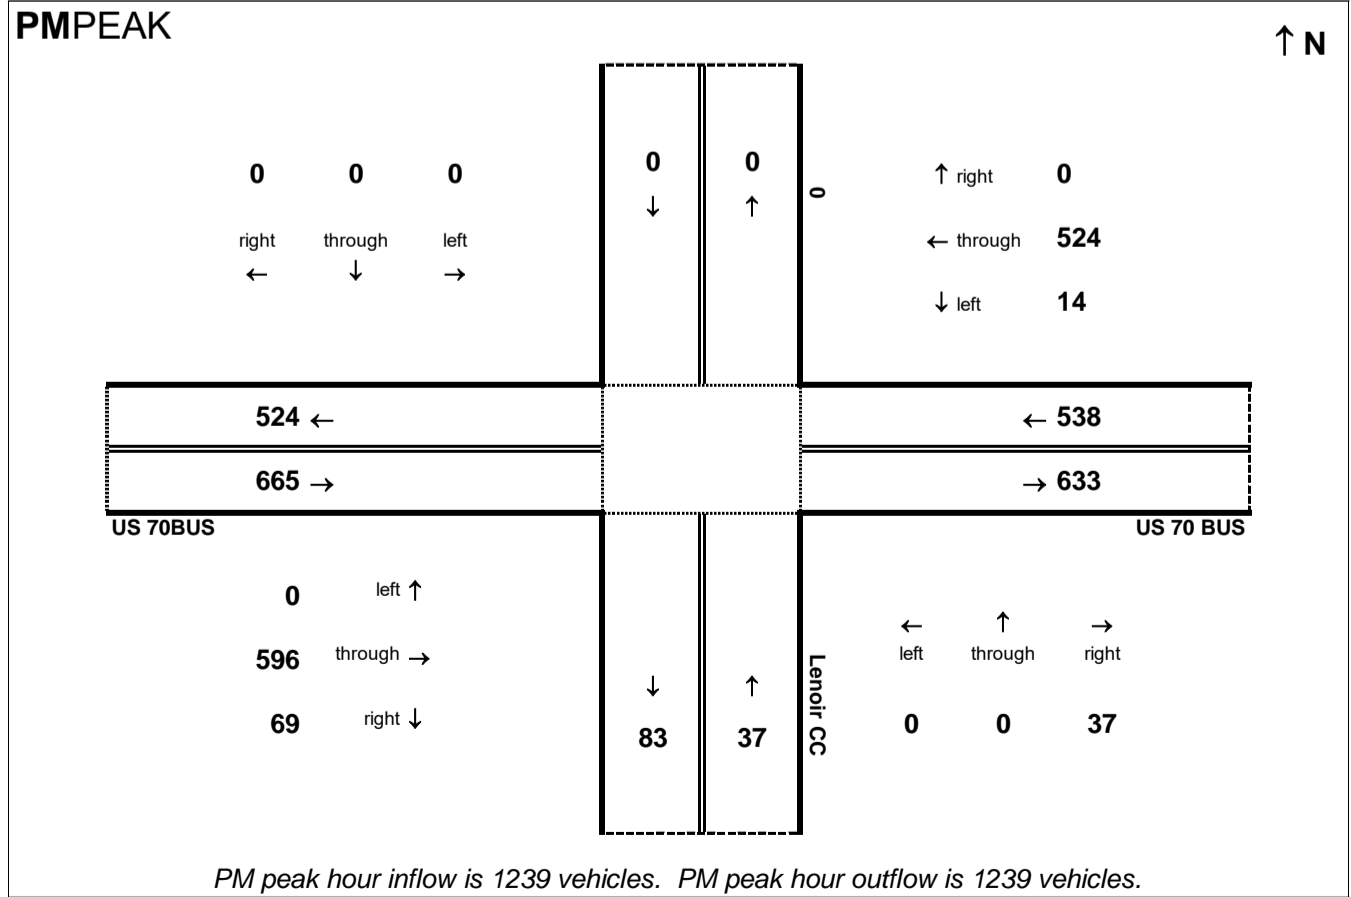 PMPEAK
↑ N
0 0 0
right through left
← ↓ →
0 0
↓ ↑
0
↑ right 0
← through 524
↓ left 14
524 ←
← 538
665 →
→ 633
US 70BUS
US 70 BUS
0 left ↑
596 through →
69 right ↓
↓ ↑
83 37
Lenoir CC
← ↑ →
left through right
0 0 37
PM peak hour inflow is 1239 vehicles. PM peak hour outflow is 1239 vehicles.